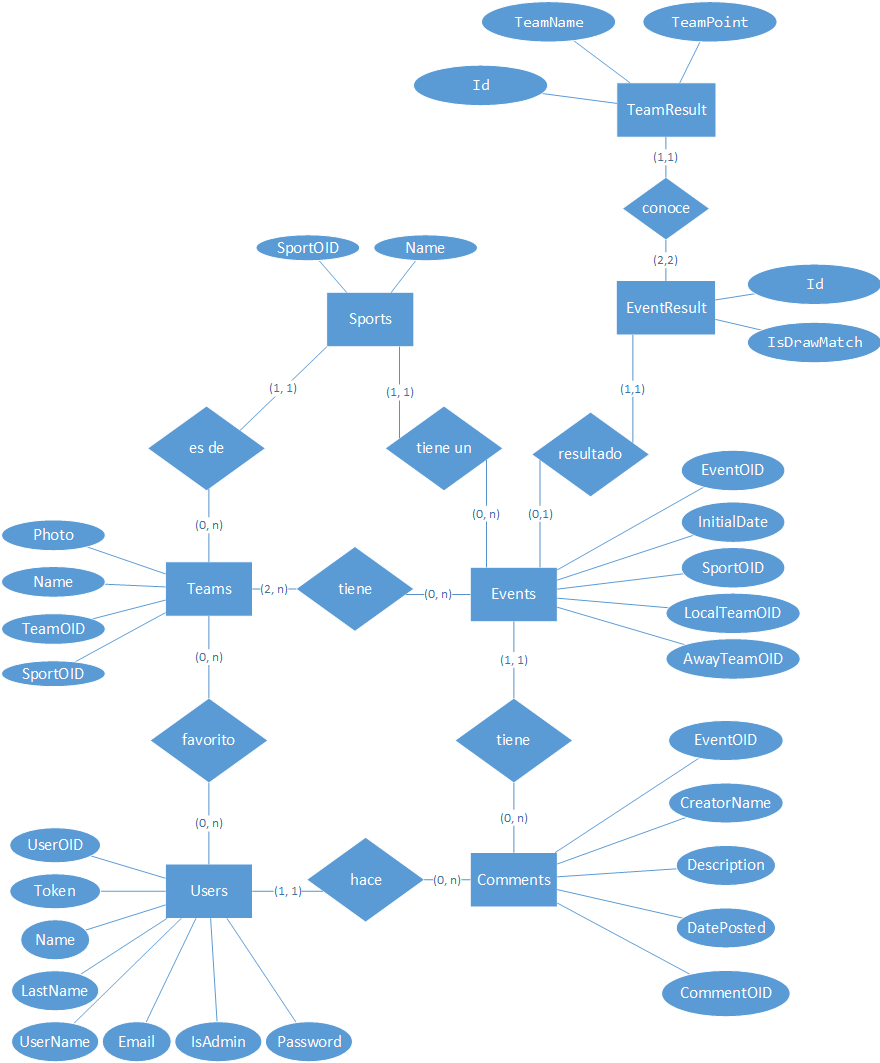 TeamName
TeamPoint
Id
TeamResult
(1,1)
conoce
(2,2)
SportOID
Name
Id
EventResult
Sports
IsDrawMatch
(1, 1)
(1, 1)
(1,1)
es de
tiene un
resultado
EventOID
(0, n)
(0, n)
(0,1)
InitialDate
Photo
SportOID
Name
Teams
(2, n)
tiene
(0, n)
Events
LocalTeamOID
TeamOID
AwayTeamOID
SportOID
(0, n)
(1, 1)
favorito
tiene
EventOID
CreatorName
(0, n)
(0, n)
UserOID
Description
Token
Users
(1, 1)
hace
(0, n)
Comments
Name
DatePosted
LastName
CommentOID
UserName
Email
IsAdmin
Password